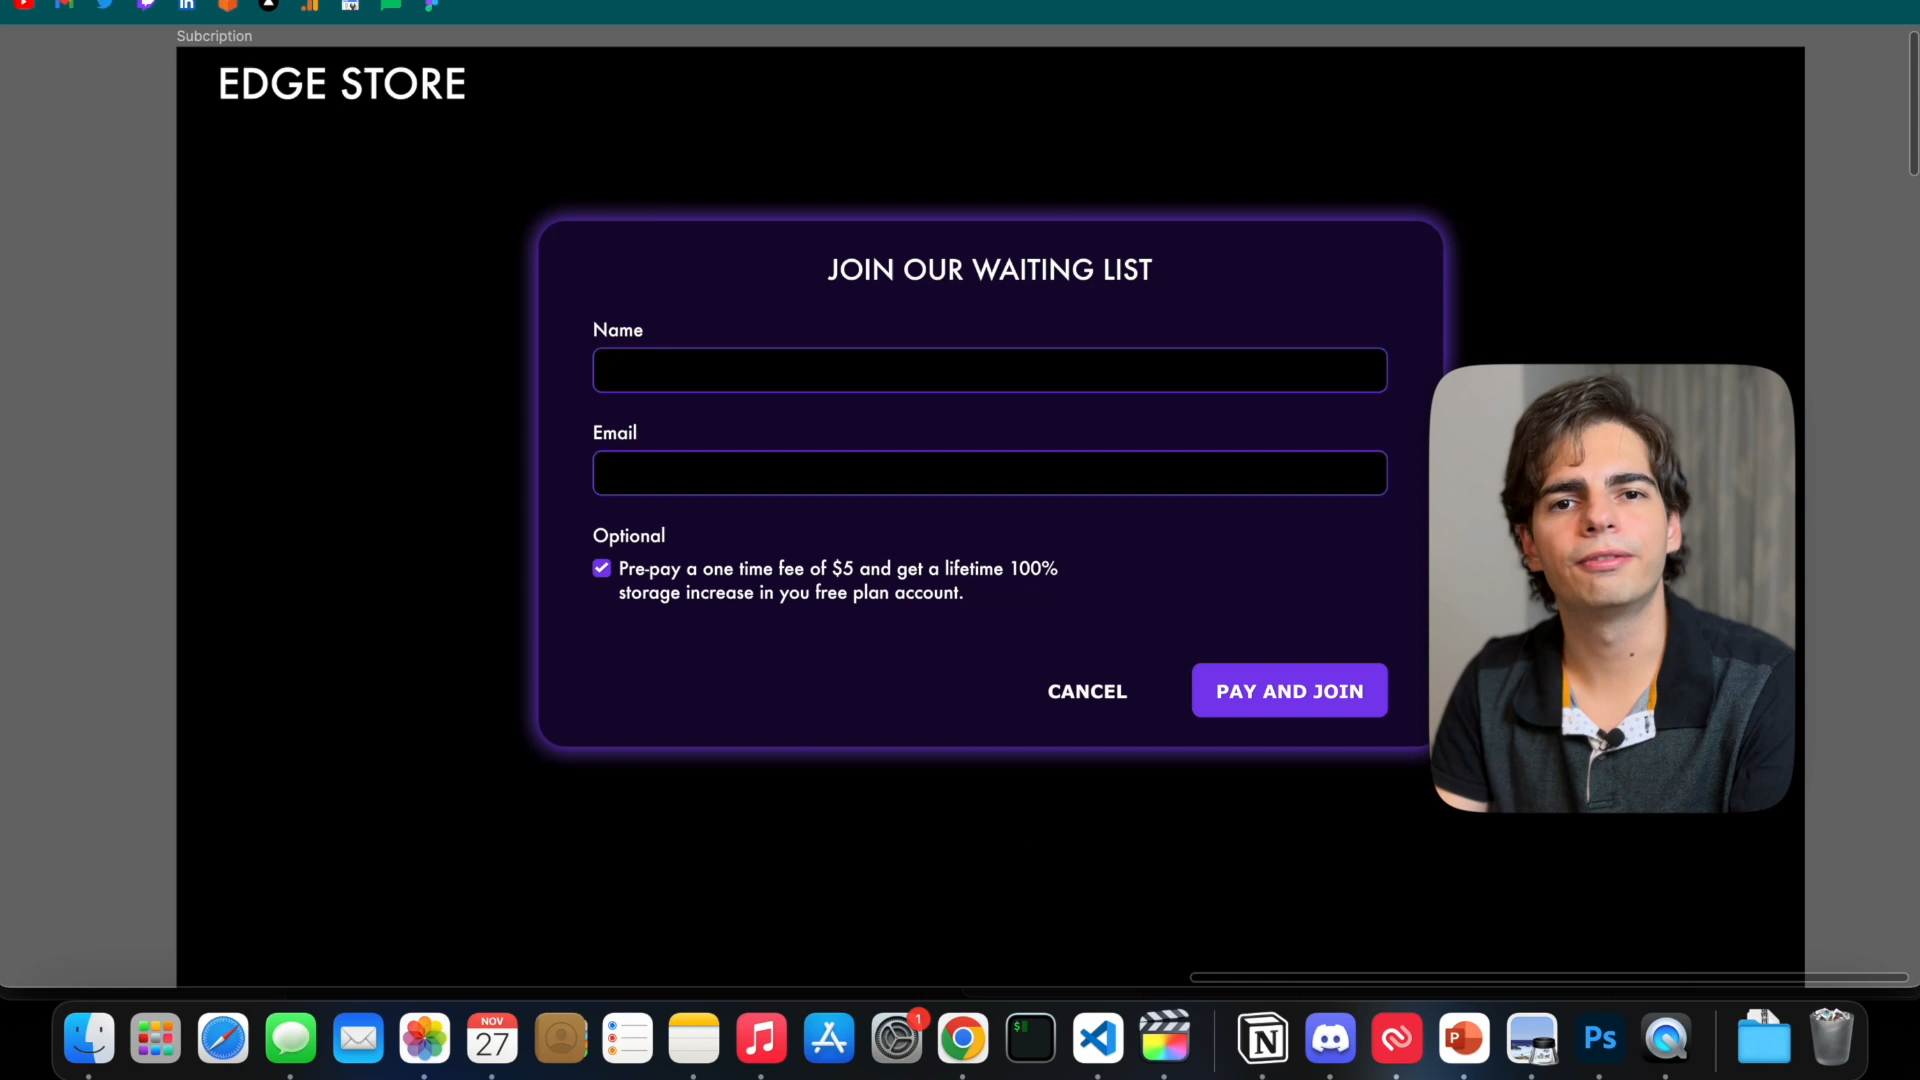 Subcription
EDGE STORE
JOIN OUR WAITING LIST
Name
Email
Optional
Pre-pay a one time fee of $5 and get a lifetime 100%
storage increase in you free plan account.
CANCEL
PAY AND JOIN
NOV
27
1
$
N
P
Ps